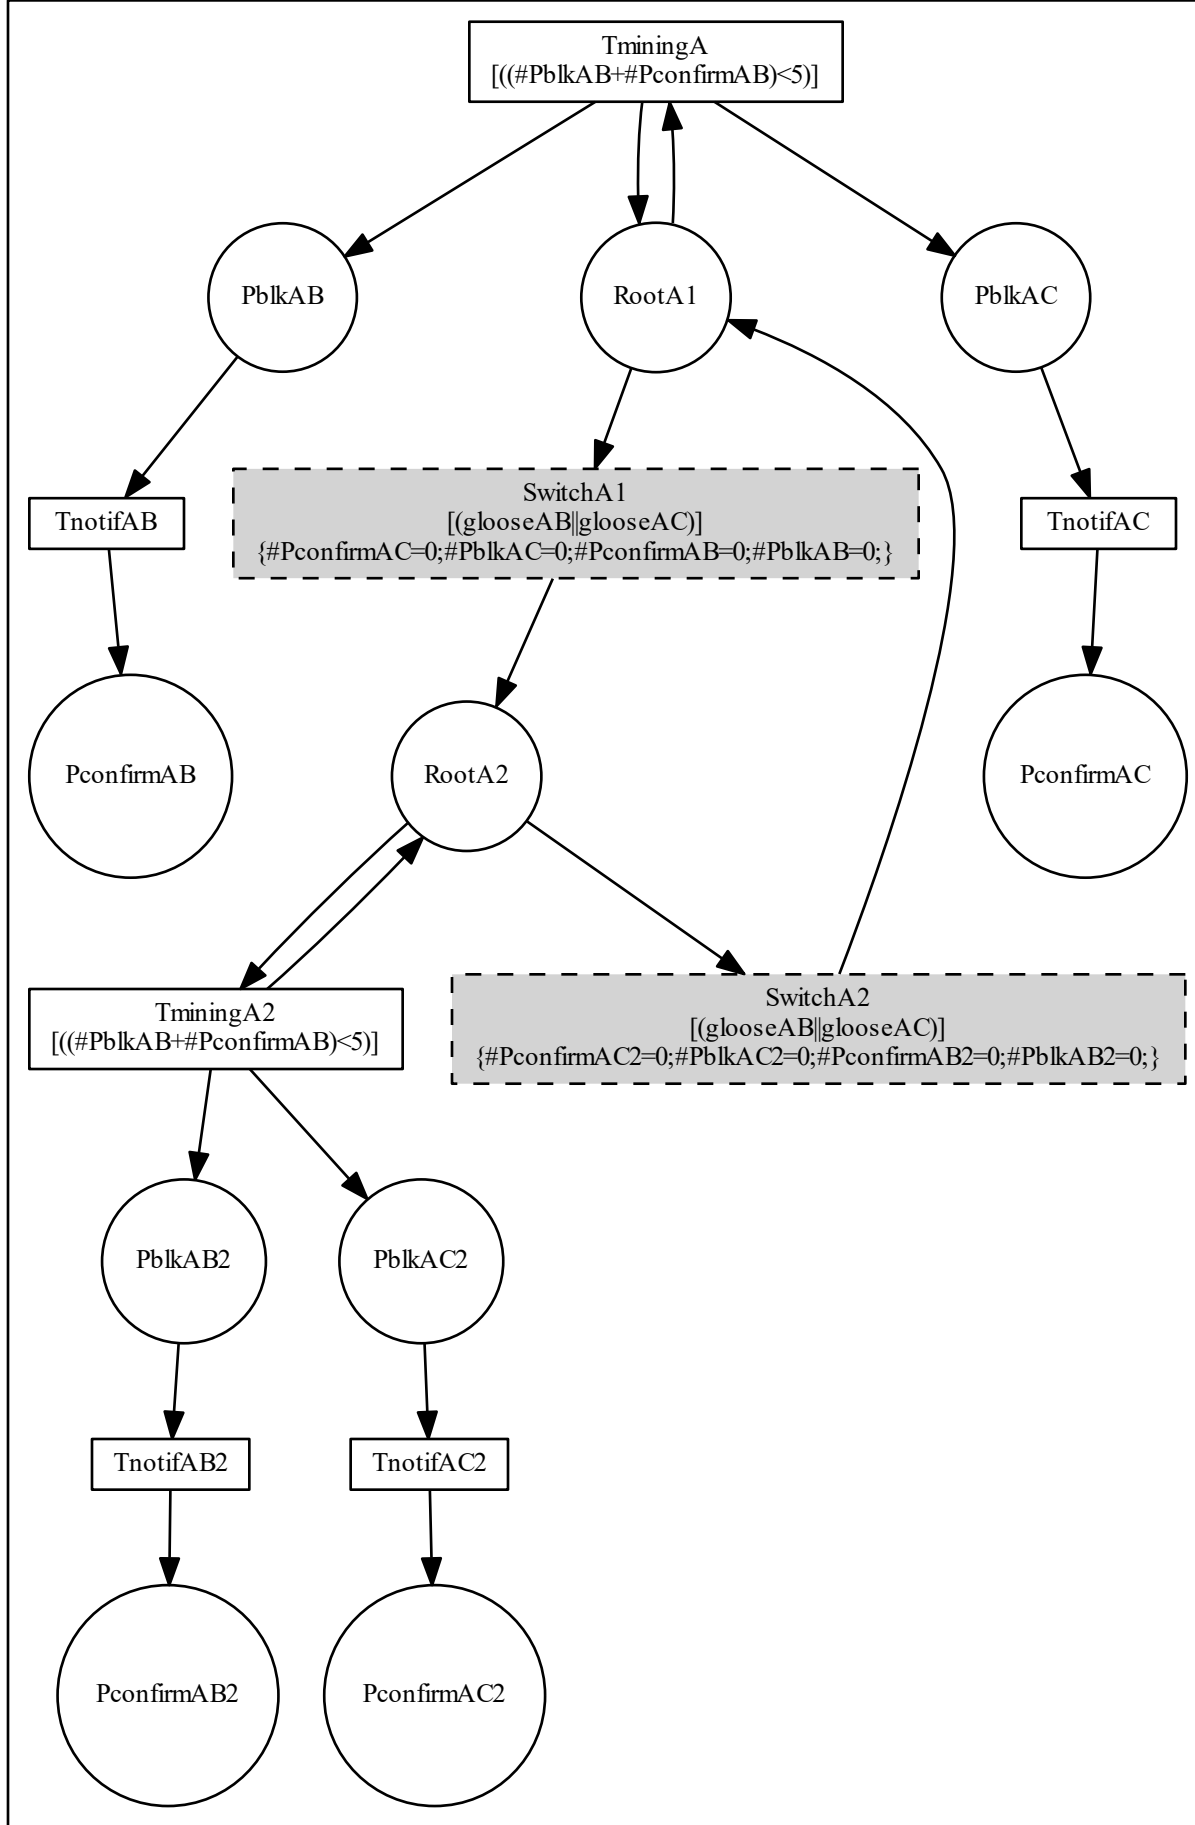 TminingA
[((#PblkAB+#PconfirmAB)<5)]
PblkAB
RootA1
PblkAC
SwitchA1
[(glooseAB||glooseAC)]
{#PconfirmAC=0;#PblkAC=0;#PconfirmAB=0;#PblkAB=0;}
TnotifAB
TnotifAC
PconfirmAB
RootA2
PconfirmAC
TminingA2
[((#PblkAB+#PconfirmAB)<5)]
SwitchA2
[(glooseAB||glooseAC)]
{#PconfirmAC2=0;#PblkAC2=0;#PconfirmAB2=0;#PblkAB2=0;}
PblkAB2
PblkAC2
TnotifAB2
TnotifAC2
PconfirmAB2
PconfirmAC2